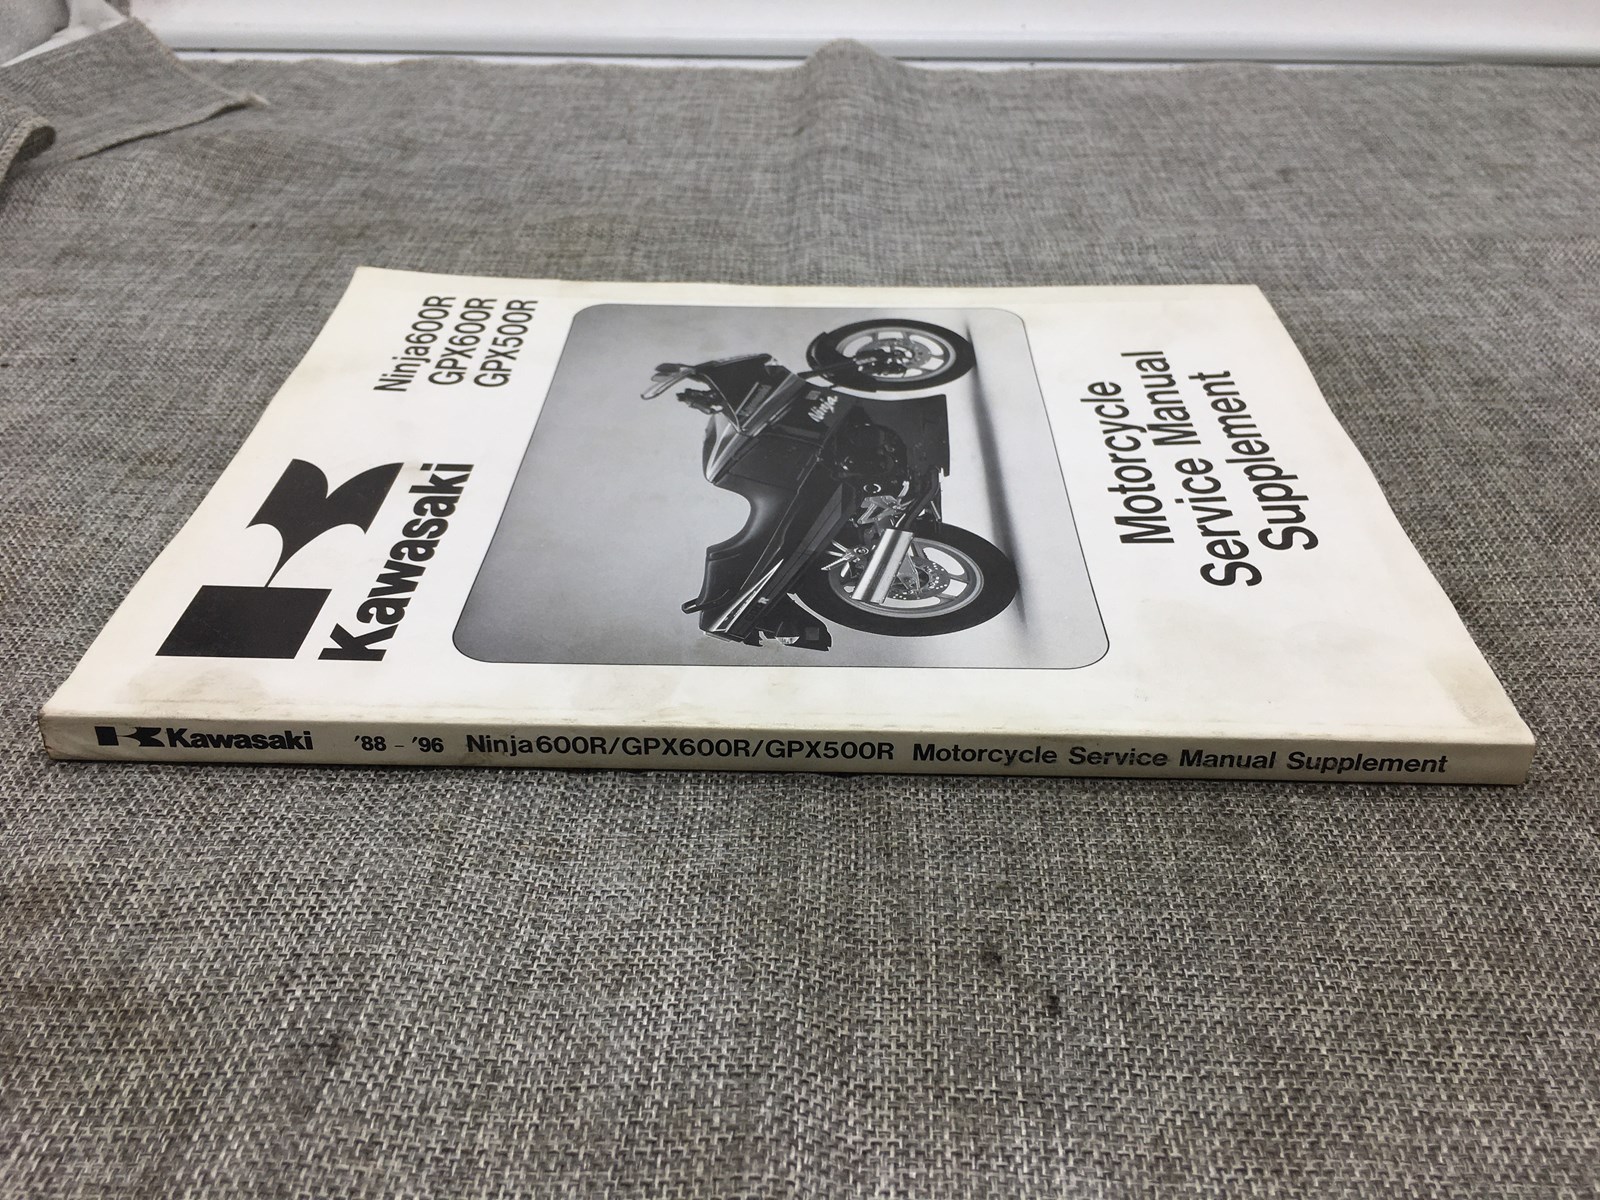 Kawasaki
Ninja600R
GPX600R
GPX500R
Ninja
Motorcycle
Service Manual
Supplement
Kawasaki '88 - '96 Ninja600R/GPX600R/GPX500R Motorcycle Service Manual Supplement